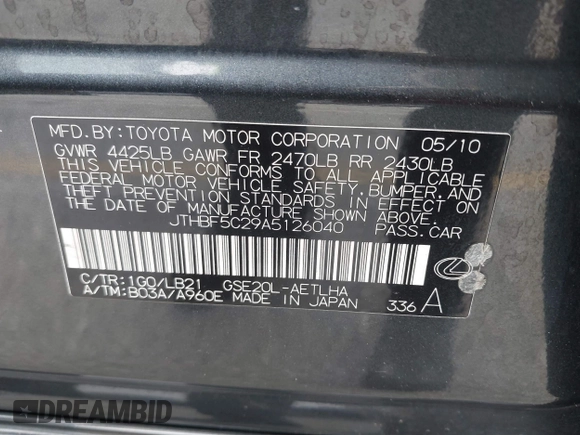 MFD.BY:TOYOTA MOTOR CORPORATION 05/10
GVWR 4425LB GAWR FR 2470LB RR 2430LB
THIS VEHICLE CONFORMS TO ALL APPLICABLE
FEDERAL MOTOR VEHICLE SAFETY,BUMPER,AND
THEFT PREVENTION STANDARDS IN EFFECT ON
THE DATE OF MANUFACTURE SHOWN ABOVE.
JTHBF5C29A5126040 PASS.CAR
C/TR:1G0/LB21 GSE20L-AETLHA
A/TM:B03A/A960E MADE IN JAPAN 336 A
DREAMBID